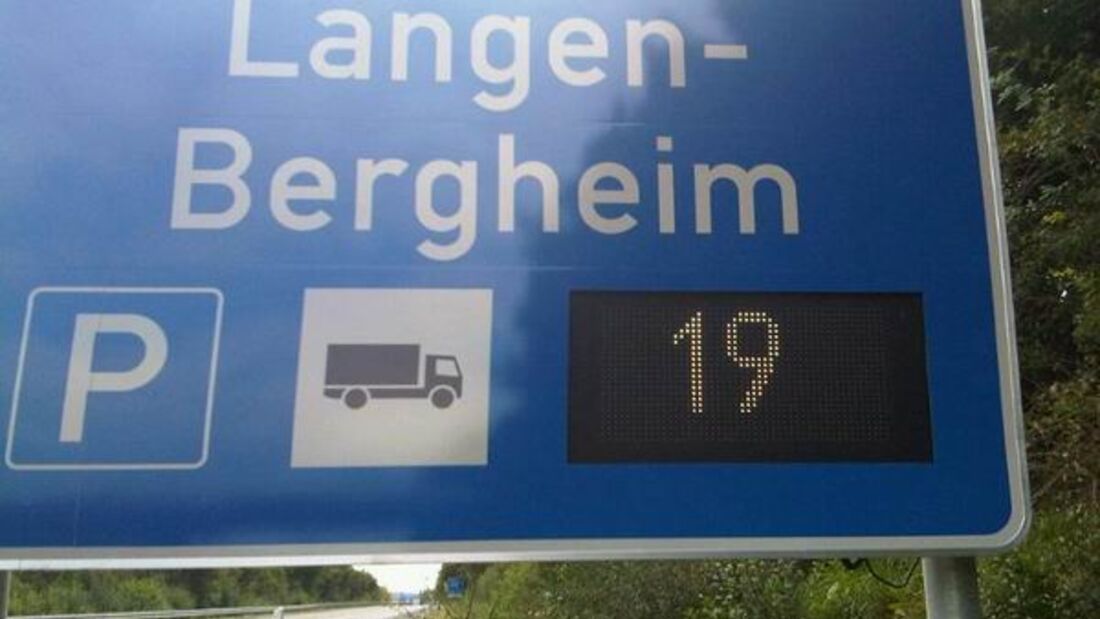 Langen-
Bergheim
P 19